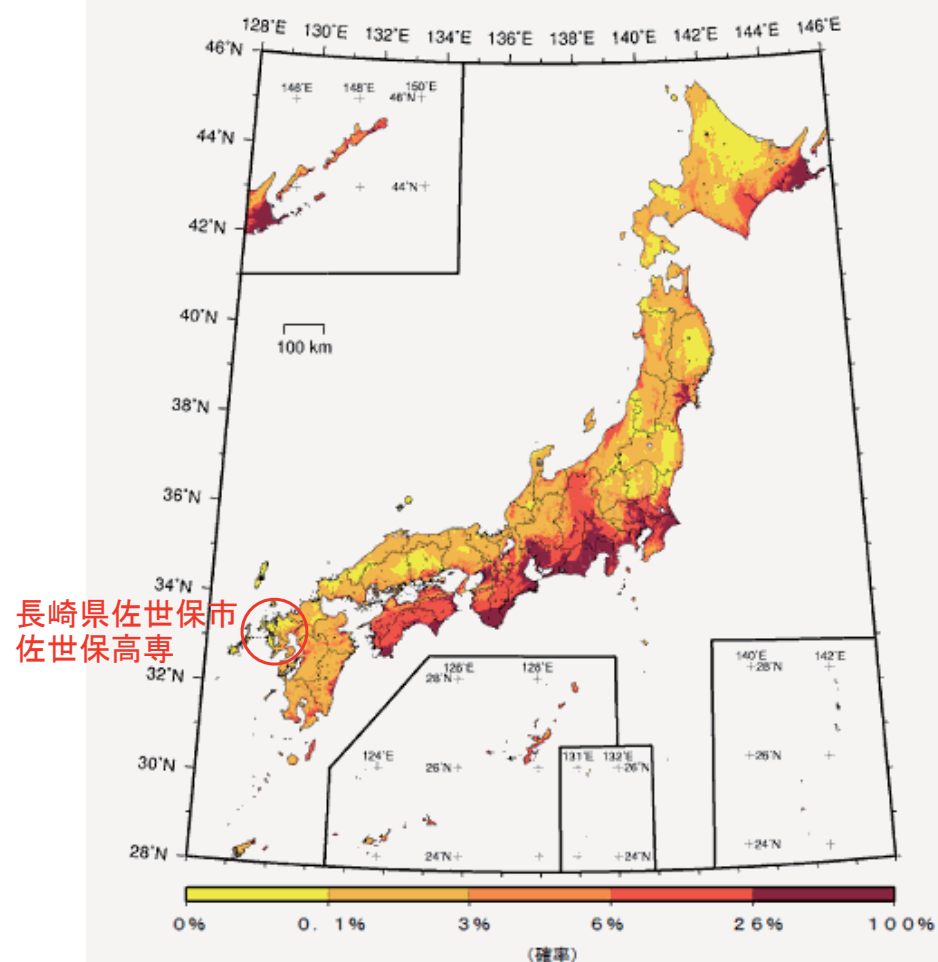 128°E 130°E 132°E 134°E 136°E 138°E 140°E 142°E 144°E 146°E
46°N
146°E 148°E 150°E
46°N
44°N
44°N
42°N
40°N
100 km
38°N
36°N
34°N
長崎県佐世保市
佐世保高専
32°N
126°E 128°E
28°N
140°E 142°E
28°N
124°E
26°N
131°E 132°E
26°N
26°N
30°N
24°N
24°N
24°N
28°N
0% 0.1% 3% 6% 26% 100%
(確率)